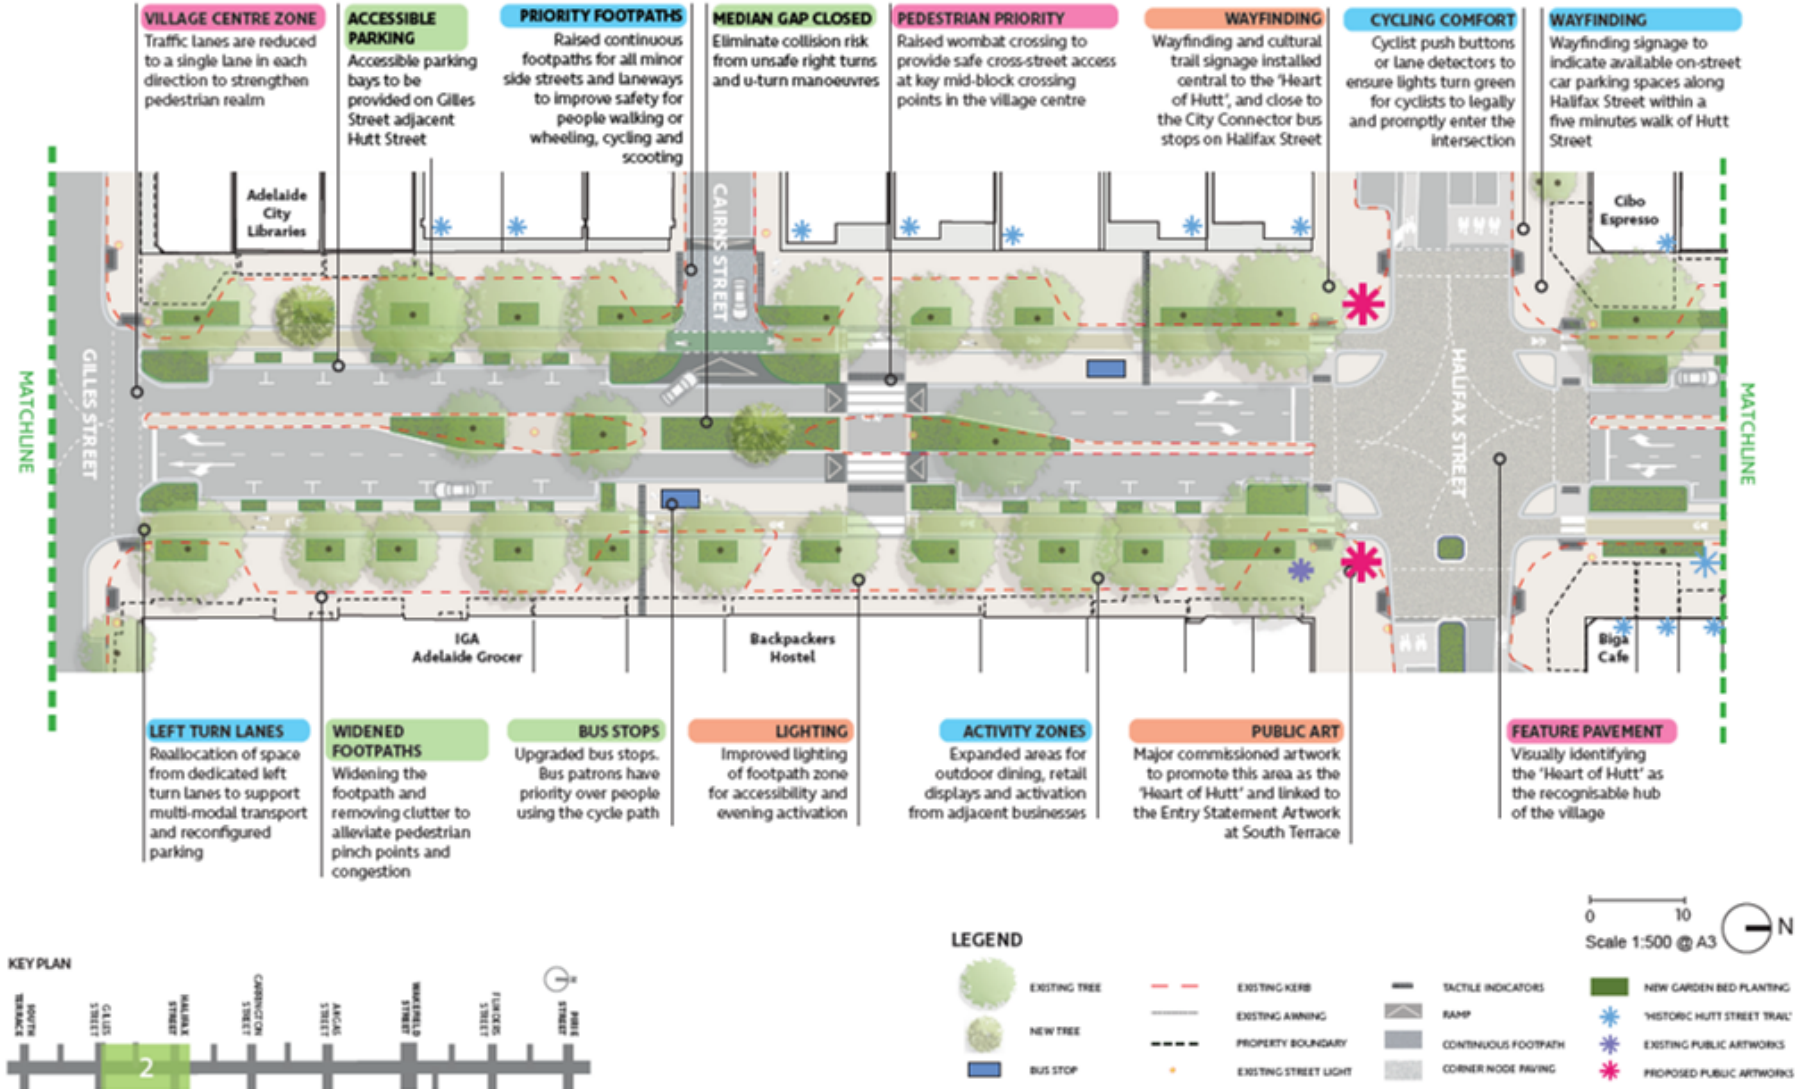 VILLAGE CENTRE ZONE
Traffic lanes are reduced
to a single lane in each
direction to strengthen
pedestrian realm
ACCESSIBLE
PARKING
Accessible parking
bays to be
provided on Gilles
Street adjacent
Hutt Street
PRIORITY FOOTPATHS
Raised continuous
footpaths for all minor
side streets and laneways
to improve safety for
people walking or
wheeling, cycling and
scooting
MEDIAN GAP CLOSED
Eliminate collision risk
from unsafe right turns
and u-turn manoeuvres
PEDESTRIAN PRIORITY
Raised wombat crossing to
provide safe cross-street access
at key mid-block crossing
points in the village centre
WAYFINDING
Wayfinding and cultural
trail signage installed
central to the 'Heart
of Hutt', and close to
the City Connector bus
stops on Halifax Street
CYCLING COMFORT
Cyclist push buttons
or lane detectors to
ensure lights turn green
for cyclists to legally
and promptly enter the
intersection
WAYFINDING
Wayfinding signage to
indicate available on-street
car parking spaces along
Halifax Street within a
five minutes walk of Hutt
Street
Adelaide
City
Libraries
CAIRNS STREET
Cibo
Espresso
MATCHLINE
GILLES STREET
HALIFAX STREET
MATCHLINE
IGA
Adelaide Grocer
Backpackers
Hostel
Biga
Cafe
LEFT TURN LANES
Reallocation of space
from dedicated left
turn lanes to support
multi-modal transport
and reconfigured
parking
WIDENED
FOOTPATHS
Widening the
footpath and
removing clutter to
alleviate pedestrian
pinch points and
congestion
BUS STOPS
Upgraded bus stops.
Bus patrons have
priority over people
using the cycle path
LIGHTING
Improved lighting
of footpath zone
for accessibility and
evening activation
ACTIVITY ZONES
Expanded areas for
outdoor dining, retail
displays and activation
from adjacent businesses
PUBLIC ART
Major commissioned artwork
to promote this area as the
'Heart of Hutt' and linked to
the Entry Statement Artwork
at South Terrace
FEATURE PAVEMENT
Visually identifying
the 'Heart of Hutt' as
the recognisable hub
of the village
0 10
Scale 1:500 @ A3
N
KEY PLAN
SOUTH
TERRACE
GILLES
STREET
HALIFAX
STREET
CARRINGTON
STREET
ANGAS
STREET
WAKEFIELD
STREET
FLINDERS
STREET
PIRIE
STREET
2
LEGEND
EXISTING TREE
NEW TREE
BUS STOP
EXISTING KERB
EXISTING AWNING
PROPERTY BOUNDARY
EXISTING STREET LIGHT
TACTILE INDICATORS
RAMP
CONTINUOUS FOOTPATH
CORNER NODE PAVING
NEW GARDEN BED PLANTING
'HISTORIC HUTT STREET TRAIL'
EXISTING PUBLIC ARTWORKS
PROPOSED PUBLIC ARTWORKS